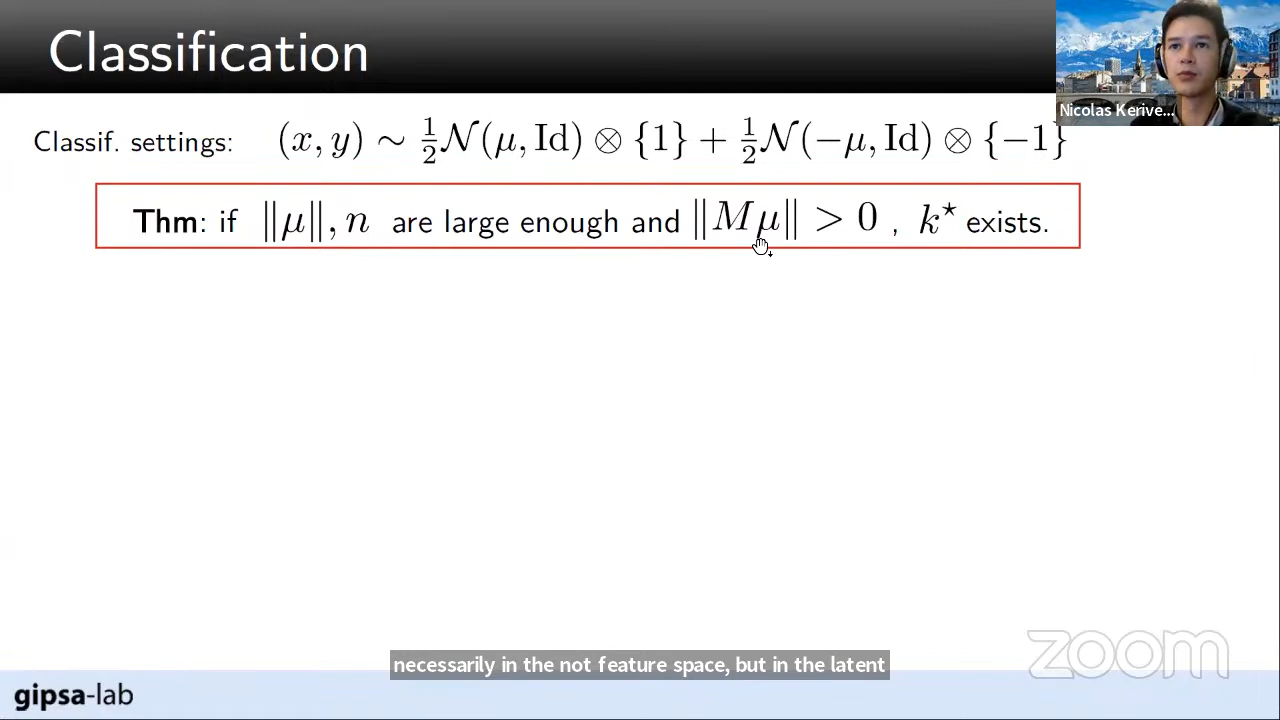 Classification
Nicolas Kerive...
Classif. settings: (x, y) ∼ ½𝒩(μ, Id) ⊗ {1} + ½𝒩(−μ, Id) ⊗ {−1}
Thm: if ‖μ‖, n are large enough and ‖Mμ‖ > 0 , k⋆ exists.
necessarily in the not feature space, but in the latent
zoom
gipsa-lab